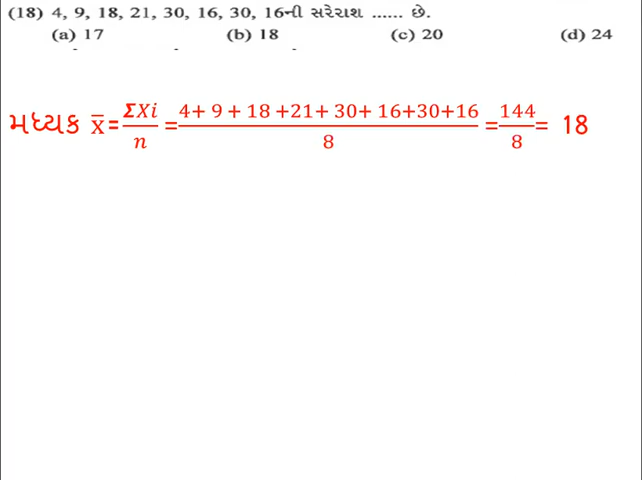 (18) 4, 9, 18, 21, 30, 16, 30, 16ની સરેરાશ ...... છે.
(a) 17 (b) 18 (c) 20 (d) 24
મધ્યક x̅ = ΣXi/n = 4+ 9 + 18 +21+ 30+ 16+30+16/8 = 144/8 = 18